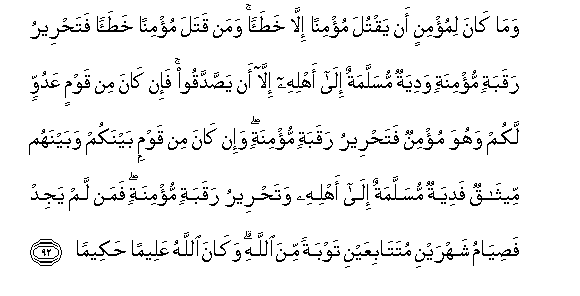 وَمَا كَانَ لِمُؤْمِنٍ أَن يَقْتُلَ مُؤْمِنًا إِلَّا خَطَـًٔا ۚ وَمَن قَتَلَ مُؤْمِنًا خَطَـًٔا فَتَحْرِيرُ
رَقَبَةٍ مُّؤْمِنَةٍ وَدِيَةٌ مُّسَلَّمَةٌ إِلَىٰٓ أَهْلِهِۦٓ إِلَّآ أَن يَصَّدَّقُوا۟ ۚ فَإِن كَانَ مِن قَوْمٍ عَدُوٍّ
لَّكُمْ وَهُوَ مُؤْمِنٌ فَتَحْرِيرُ رَقَبَةٍ مُّؤْمِنَةٍ ۖ وَإِن كَانَ مِن قَوْمٍۭ بَيْنَكُمْ وَبَيْنَهُم
مِّيثَـٰقٌ فَدِيَةٌ مُّسَلَّمَةٌ إِلَىٰٓ أَهْلِهِۦ وَتَحْرِيرُ رَقَبَةٍ مُّؤْمِنَةٍ ۖ فَمَن لَّمْ يَجِدْ
فَصِيَامُ شَهْرَيْنِ مُتَتَابِعَيْنِ تَوْبَةً مِّنَ ٱللَّهِ ۗ وَكَانَ ٱللَّهُ عَلِيمًا حَكِيمًا ٩٢